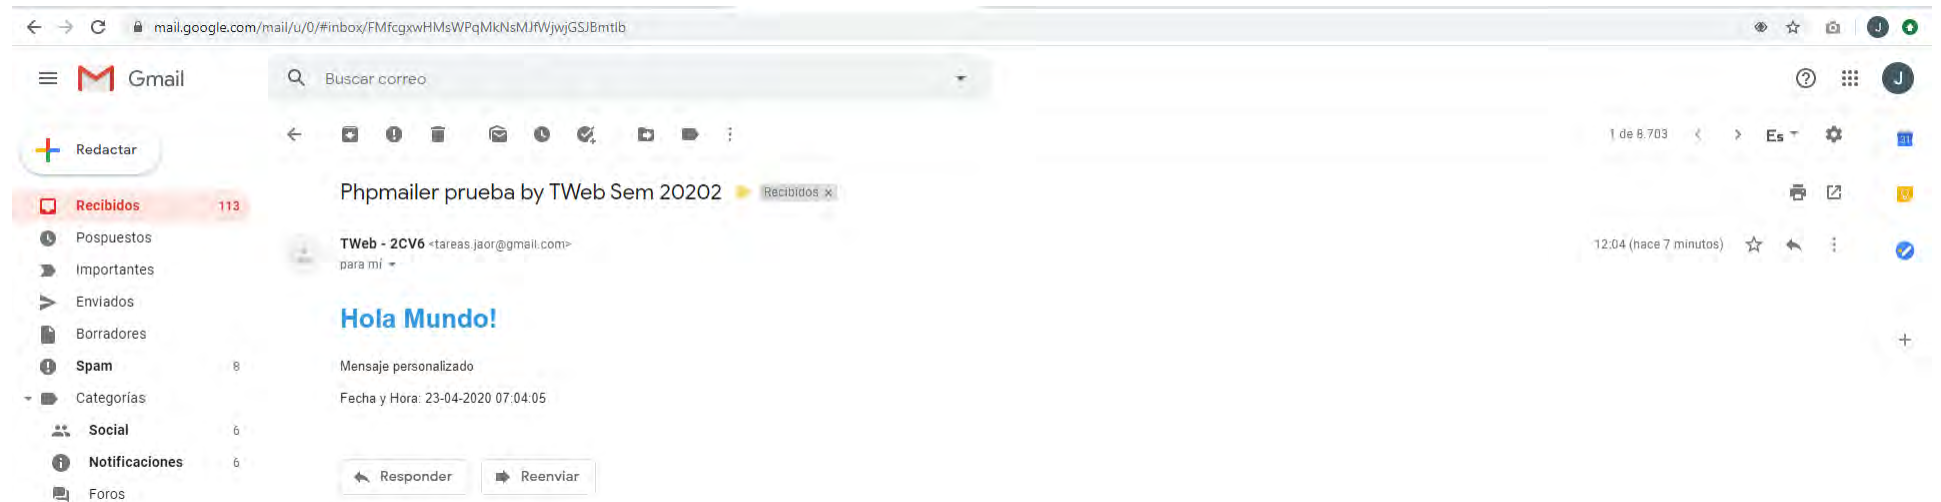 mail.google.com/mail/u/0/#inbox/FMfcgxwHMsWPqMkNsMJfWjwjGSJBmtlb
J
Gmail
Buscar correo
J
Redactar
1 de 8.703
Es
31
Phpmailer prueba by TWeb Sem 20202
Recibidos x
Recibidos 113
TWeb - 2CV6 <tareas.jaor@gmail.com>
12:04 (hace 7 minutos)
Pospuestos
para mí
Importantes
Enviados
Hola Mundo!
Borradores
Spam 8
Mensaje personalizado
Categorías
Fecha y Hora: 23-04-2020 07:04:05
Social 6
Notificaciones 6
Responder
Reenviar
Foros